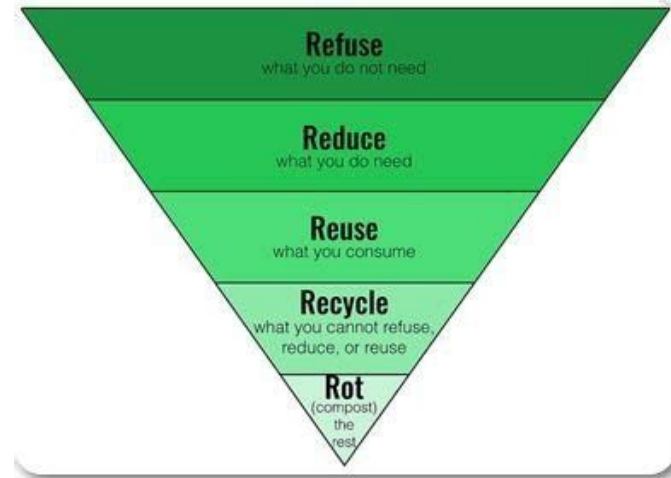 Refuse
what you do not need
Reduce
what you do need
Reuse
what you consume
Recycle
what you cannot refuse,
reduce, or reuse
Rot
(compost)
the
rest